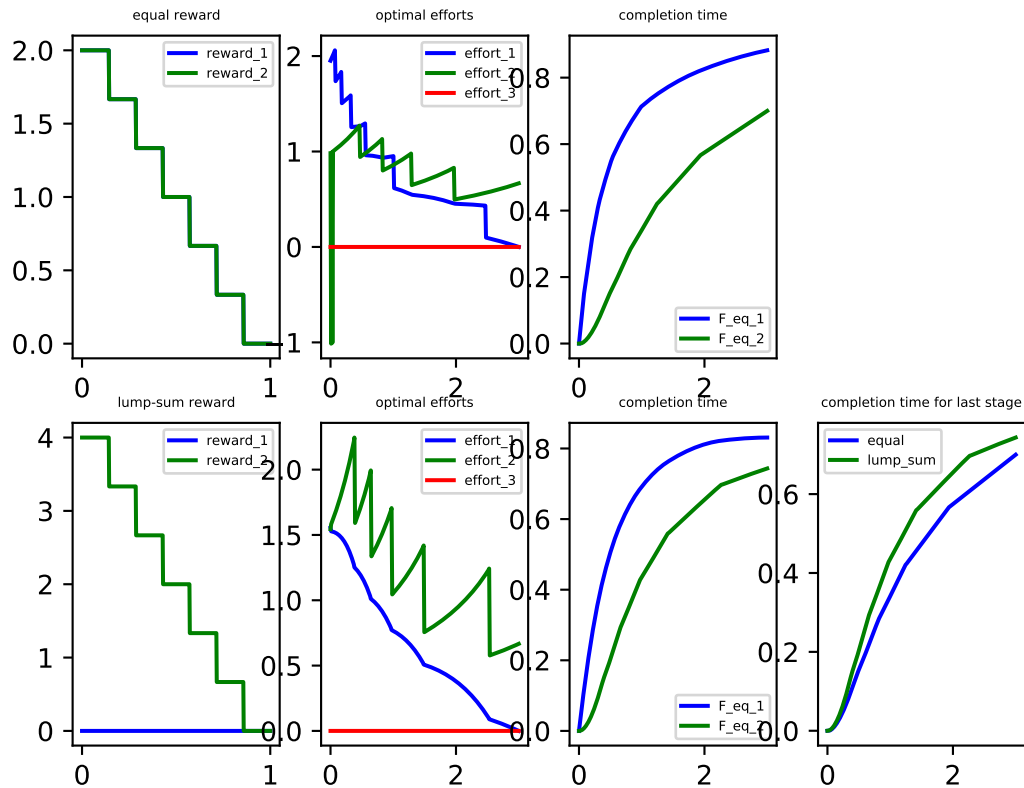 equal reward
2.0
1.5
1.0
0.5
0.0
0
1
reward_1
reward_2
optimal efforts
2
1
0
−1
0
2
effort_1
effort_2
effort_3
completion time
0.8
0.6
0.4
0.2
0.0
0
2
F_eq_1
F_eq_2
lump-sum reward
4
3
2
1
0
0
1
reward_1
reward_2
optimal efforts
2.0
1.5
1.0
0.5
0.0
0
2
effort_1
effort_2
effort_3
completion time
0.8
0.6
0.4
0.2
0.0
0
2
F_eq_1
F_eq_2
completion time for last stage
0.6
0.4
0.2
0.0
0
2
equal
lump_sum